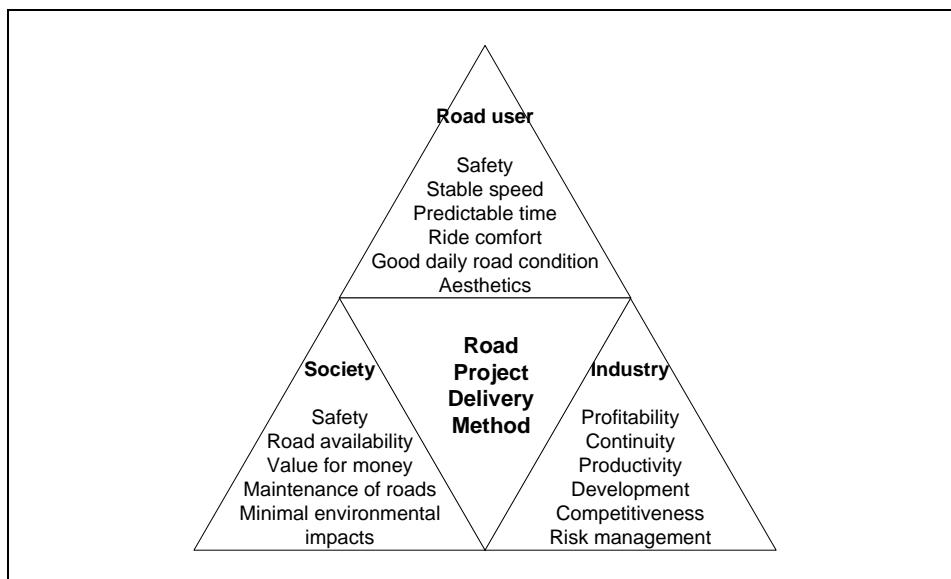 Road user
Safety
Stable speed
Predictable time
Ride comfort
Good daily road condition
Aesthetics
Society
Safety
Road availability
Value for money
Maintenance of roads
Minimal environmental
impacts
Road
Project
Delivery
Method
Industry
Profitability
Continuity
Productivity
Development
Competitiveness
Risk management